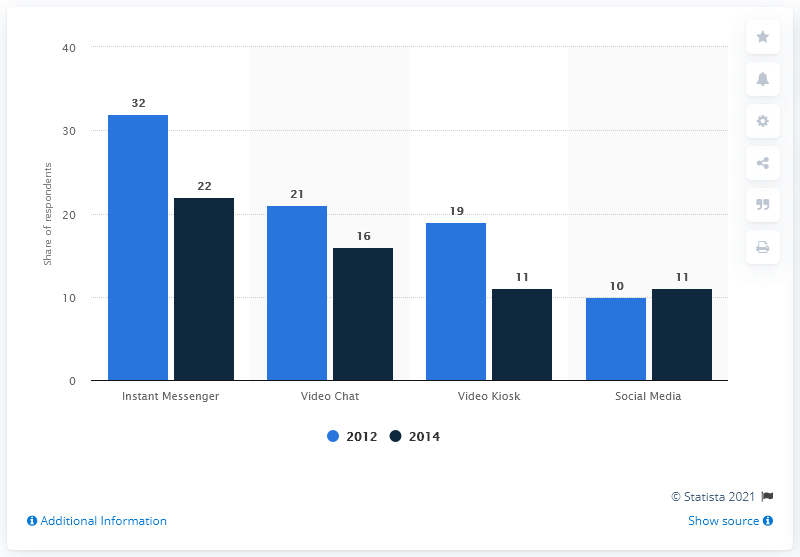 40
32
30
22
21
20
19
16
11
11
10
10
0
Share of respondents
Instant Messenger
Video Chat
Video Kiosk
Social Media
2012
2014
© Statista 2021
Additional Information
Show source